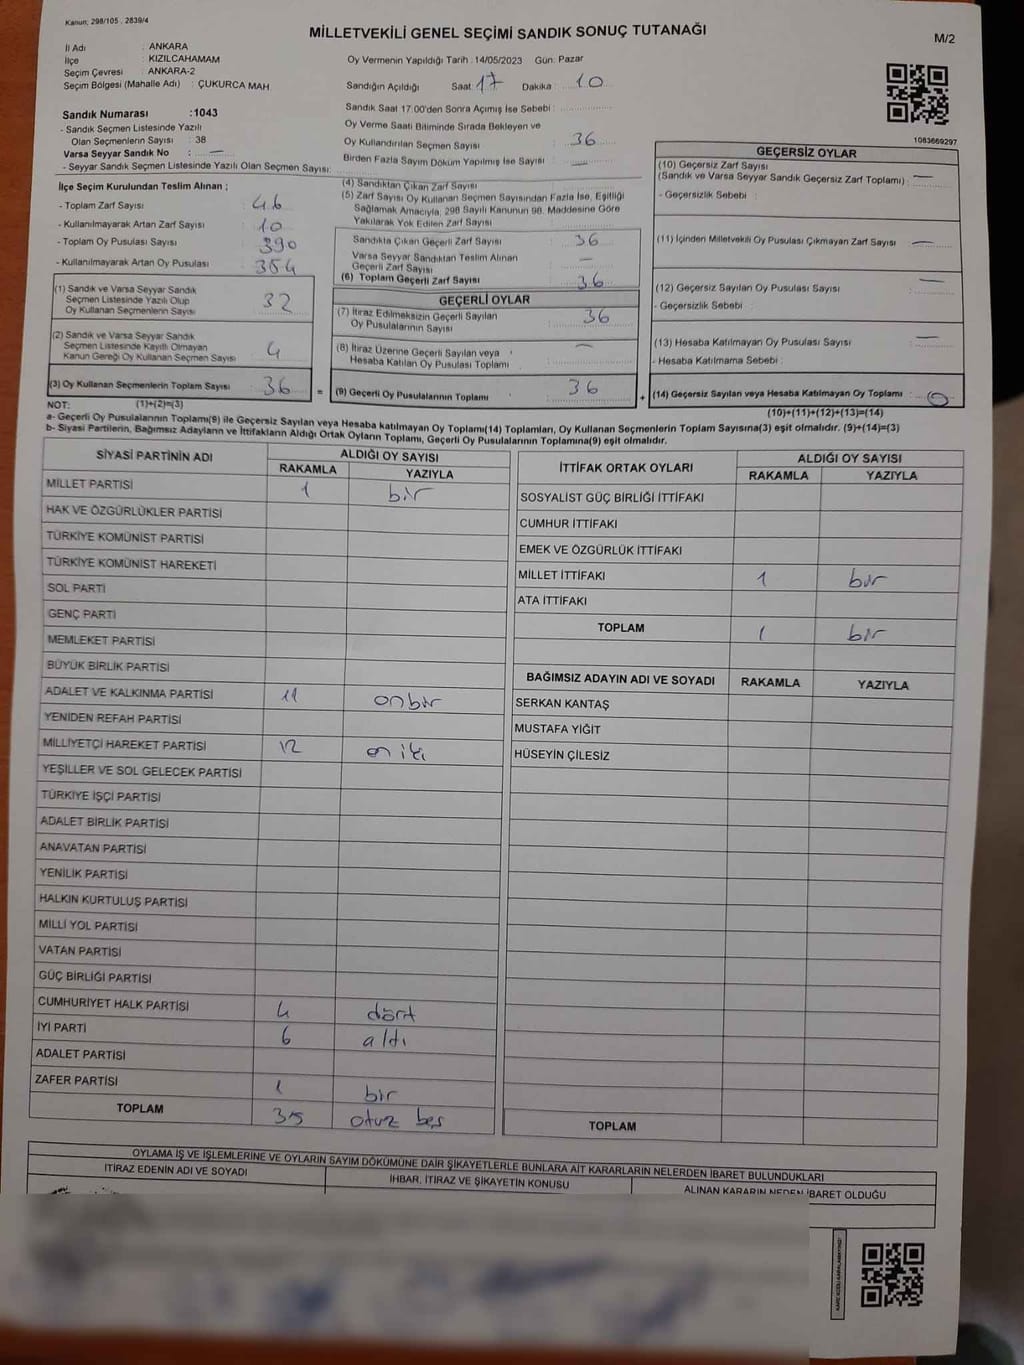 Kanun; 298/105 . 2839/4
MİLLETVEKİLİ GENEL SEÇİMİ SANDIK SONUÇ TUTANAĞI
M/2
İl Adı : ANKARA
İlçe : KIZILCAHAMAM
Seçim Çevresi : ANKARA-2
Seçim Bölgesi (Mahalle Adı) : ÇUKURCA MAH
Sandık Numarası :1043
- Sandık Seçmen Listesinde Yazılı
Olan Seçmenlerin Sayısı : 38
Varsa Seyyar Sandık No : —
- Seyyar Sandık Seçmen Listesinde Yazılı Olan Seçmen Sayısı:
Oy Vermenin Yapıldığı Tarih : 14/05/2023 Gün: Pazar
Sandığın Açıldığı Saat 17 Dakika 10
Sandık Saat 17:00'den Sonra Açımış İse Sebebi :
Oy Verme Saati Bitiminde Sırada Bekleyen ve
Oy Kullandırılan Seçmen Sayısı : 36
Birden Fazla Sayım Döküm Yapılmış İse Sayısı : —
1083669297
İlçe Seçim Kurulundan Teslim Alınan ;
- Toplam Zarf Sayısı : 46
- Kullanılmayarak Artan Zarf Sayısı : 10
- Toplam Oy Pusulası Sayısı : 390
- Kullanılmayarak Artan Oy Pusulası : 354
(1) Sandık ve Varsa Seyyar Sandık
Seçmen Listesinde Yazılı Olup
Oy Kullanan Seçmenlerin Sayısı : 32
(2) Sandık ve Varsa Seyyar Sandık
Seçmen Listesinde Kayıtlı Olmayan
Kanun Gereği Oy Kullanan Seçmen Sayısı : 4
(3) Oy Kullanan Seçmenlerin Toplam Sayısı : 36 =
(4) Sandıktan Çıkan Zarf Sayısı :
(5) Zarf Sayısı Oy Kullanan Seçmen Sayısından Fazla İse, Eşitliği
Sağlamak Amacıyla, 298 Sayılı Kanunun 98. Maddesine Göre
Yakılarak Yok Edilen Zarf Sayısı :
Sandıkta Çıkan Geçerli Zarf Sayısı : 36
Varsa Seyyar Sandıktan Teslim Alınan
Geçerli Zarf Sayısı : —
(6) Toplam Geçerli Zarf Sayısı : 36
GEÇERLİ OYLAR
(7) İtiraz Edilmeksizin Geçerli Sayılan
Oy Pusulalarının Sayısı : 36
(8) İtiraz Üzerine Geçerli Sayılan veya
Hesaba Katılan Oy Pusulaları Toplamı : —
(9) Geçerli Oy Pusulalarının Toplamı : 36 +
GEÇERSİZ OYLAR
(10) Geçersiz Zarf Sayısı
(Sandık ve Varsa Seyyar Sandık Geçersiz Zarf Toplamı) : —
- Geçersizlik Sebebi :
(11) İçinden Milletvekili Oy Pusulası Çıkmayan Zarf Sayısı : —
(12) Geçersiz Sayılan Oy Pusulası Sayısı : —
- Geçersizlik Sebebi :
(13) Hesaba Katılmayan Oy Pusulası Sayısı : —
- Hesaba Katılmama Sebebi :
(14) Geçersiz Sayılan veya Hesaba Katılmayan Oy Toplamı : 0
NOT: (1)+(2)=(3)
(10)+(11)+(12)+(13)=(14)
a- Geçerli Oy Pusulalarının Toplamı(9) ile Geçersiz Sayılan veya Hesaba katılmayan Oy Toplamı(14) Toplamları, Oy Kullanan Seçmenlerin Toplam Sayısına(3) eşit olmalıdır. (9)+(14)=(3)
b- Siyasi Partilerin, Bağımsız Adayların ve İttifakların Aldığı Ortak Oyların Toplamı, Geçerli Oy Pusulalarının Toplamına(9) eşit olmalıdır.
SİYASİ PARTİNİN ADI
ALDIĞI OY SAYISI
RAKAMLA YAZIYLA
MİLLET PARTİSİ 1 bir
HAK VE ÖZGÜRLÜKLER PARTİSİ
TÜRKİYE KOMÜNİST PARTİSİ
TÜRKİYE KOMÜNİST HAREKETİ
SOL PARTİ
GENÇ PARTİ
MEMLEKET PARTİSİ
BÜYÜK BİRLİK PARTİSİ
ADALET VE KALKINMA PARTİSİ 11 onbir
YENİDEN REFAH PARTİSİ
MİLLİYETÇİ HAREKET PARTİSİ 12 oniki
YEŞİLLER VE SOL GELECEK PARTİSİ
TÜRKİYE İŞÇİ PARTİSİ
ADALET BİRLİK PARTİSİ
ANAVATAN PARTİSİ
YENİLİK PARTİSİ
HALKIN KURTULUŞ PARTİSİ
MİLLİ YOL PARTİSİ
VATAN PARTİSİ
GÜÇ BİRLİĞİ PARTİSİ
CUMHURİYET HALK PARTİSİ 4 dört
İYİ PARTİ 6 altı
ADALET PARTİSİ
ZAFER PARTİSİ 1 bir
TOPLAM 35 otuz beş
İTTİFAK ORTAK OYLARI
ALDIĞI OY SAYISI
RAKAMLA YAZIYLA
SOSYALİST GÜÇ BİRLİĞİ İTTİFAKI
CUMHUR İTTİFAKI
EMEK VE ÖZGÜRLÜK İTTİFAKI
MİLLET İTTİFAKI 1 bir
ATA İTTİFAKI
TOPLAM 1 bir
BAĞIMSIZ ADAYIN ADI VE SOYADI RAKAMLA YAZIYLA
SERKAN KANTAŞ
MUSTAFA YİĞİT
HÜSEYİN ÇİLESİZ
TOPLAM
OYLAMA İŞ VE İŞLEMLERİNE VE OYLARIN SAYIM DÖKÜMÜNE DAİR ŞİKAYETLERLE BUNLARA AİT KARARLARIN NELERDEN İBARET BULUNDUKLARI
İTİRAZ EDENİN ADI VE SOYADI
İHBAR, İTİRAZ VE ŞİKAYETİN KONUSU
ALINAN KARARIN NEDEN İBARET OLDUĞU